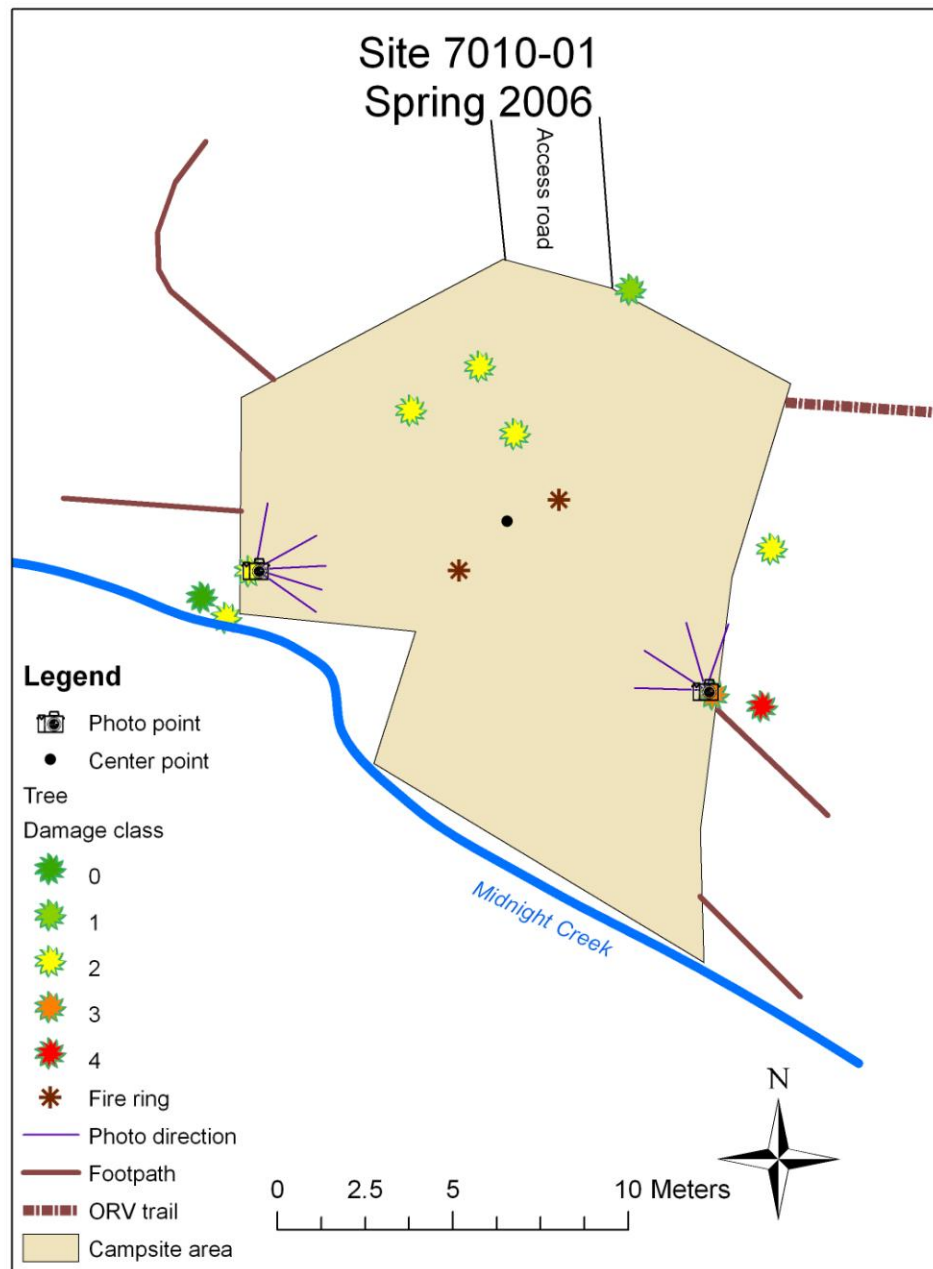 Site 7010-01
Spring 2006
Access road
Legend
Photo point
Center point
Tree
Damage class
0
1
2
3
4
Fire ring
Photo direction
Footpath
ORV trail
Campsite area
Midnight Creek
N
0 2.5 5 10 Meters